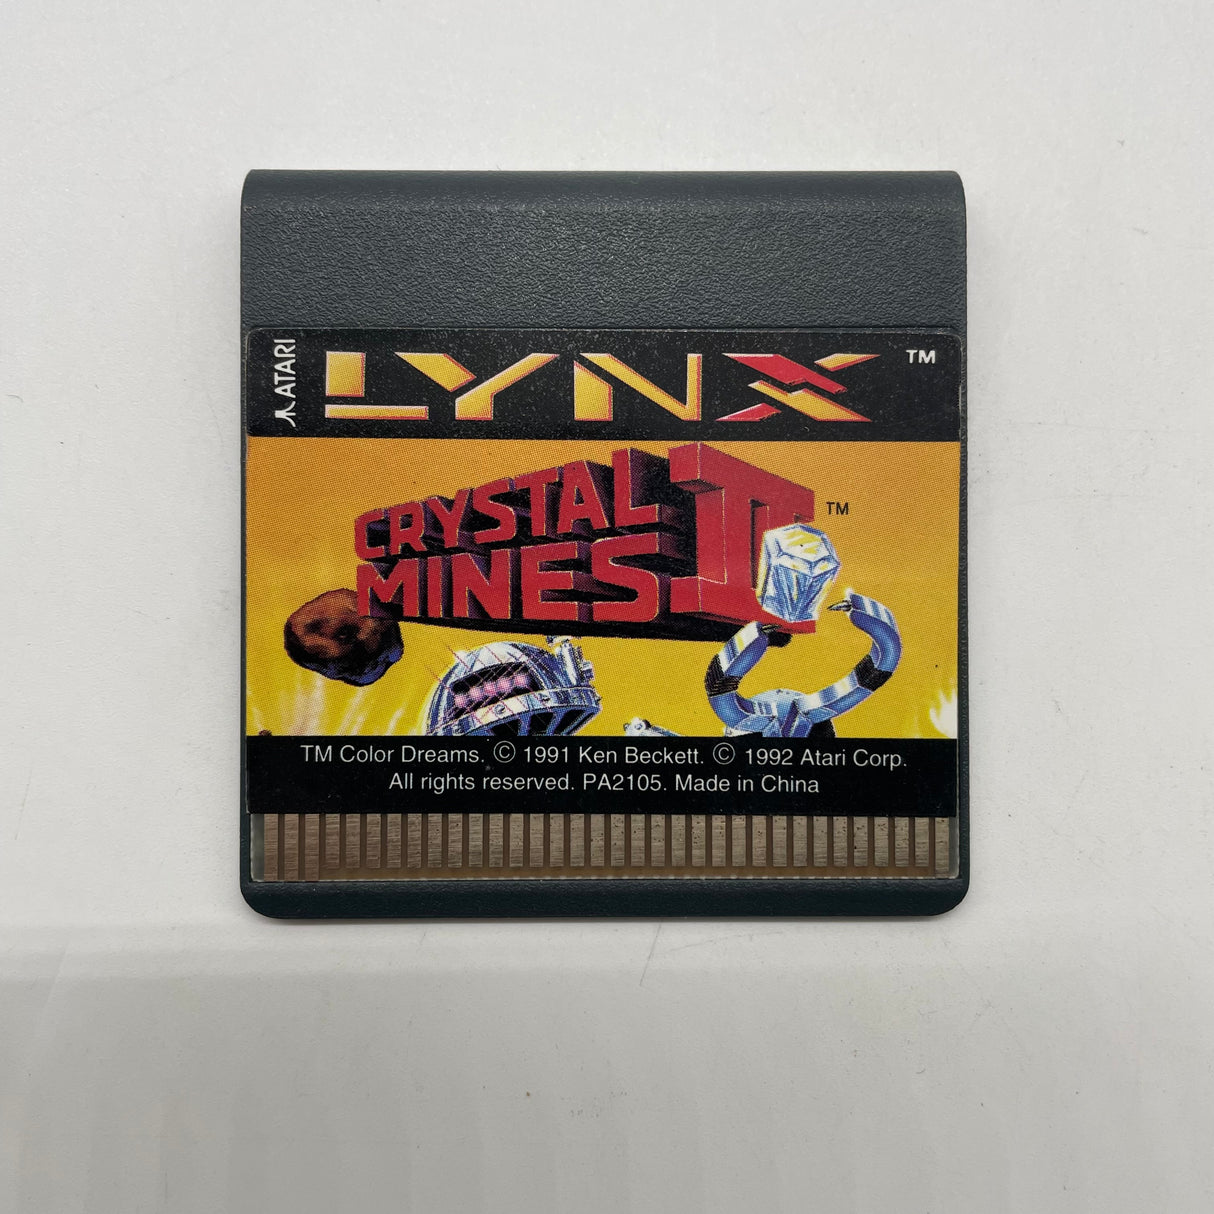 ATARI
LYNX TM
CRYSTAL
MINES II TM
TM Color Dreams. © 1991 Ken Beckett. © 1992 Atari Corp.
All rights reserved. PA2105. Made in China